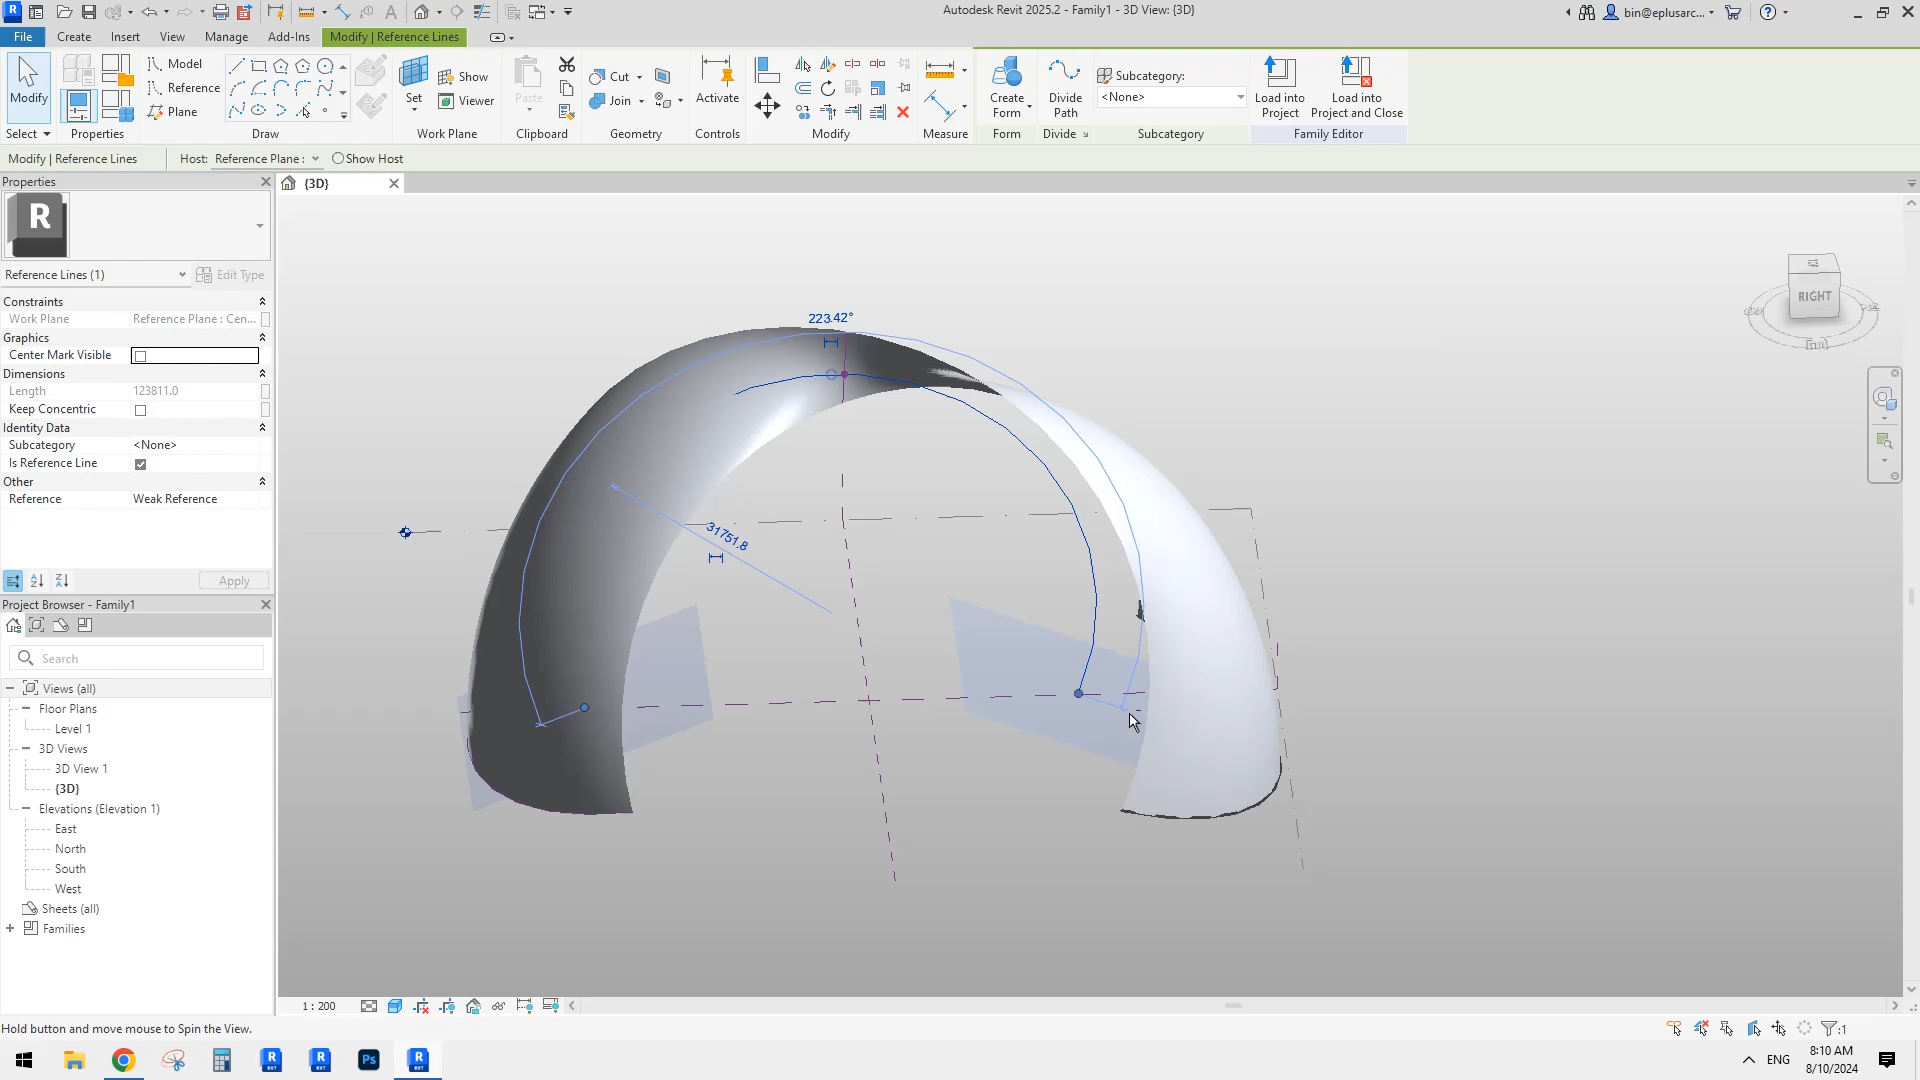 Autodesk Revit 2025.2 - Family1 - 3D View: {3D}
bin@eplusarc...
File
Create
Insert
View
Manage
Add-Ins
Modify | Reference Lines
Modify
Select
Properties
Model
Reference
Plane
Draw
Set
Show
Viewer
Work Plane
Paste
Clipboard
Cut
Join
Geometry
Activate
Controls
Modify
Measure
Create
Form
Form
Divide
Path
Divide
Subcategory:
<None>
Subcategory
Load into
Project
Load into
Project and Close
Family Editor
Modify | Reference Lines
Host:
Reference Plane :
Show Host
Properties
{3D}
R
Reference Lines (1)
Edit Type
Constraints
Work Plane
Reference Plane : Cen...
Graphics
Center Mark Visible
Dimensions
Length
123811.0
Keep Concentric
Identity Data
Subcategory
<None>
Is Reference Line
Other
Reference
Weak Reference
Apply
Project Browser - Family1
Search
Views (all)
Floor Plans
Level 1
3D Views
3D View 1
{3D}
Elevations (Elevation 1)
East
North
South
West
Sheets (all)
Families
223.42°
31751.8
RIGHT
1 : 200
Hold button and move mouse to Spin the View.
:1
R
RVT
R
RVT
Ps
R
RVT
ENG
8:10 AM
8/10/2024